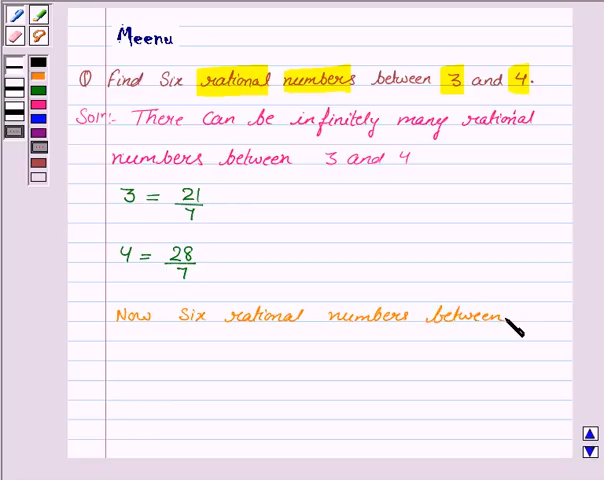 Meenu
Q Find Six rational numbers between 3 and 4.
Soln:- There can be infinitely many rational
numbers between 3 and 4
3 = 21/7
4 = 28/7
Now Six rational numbers between